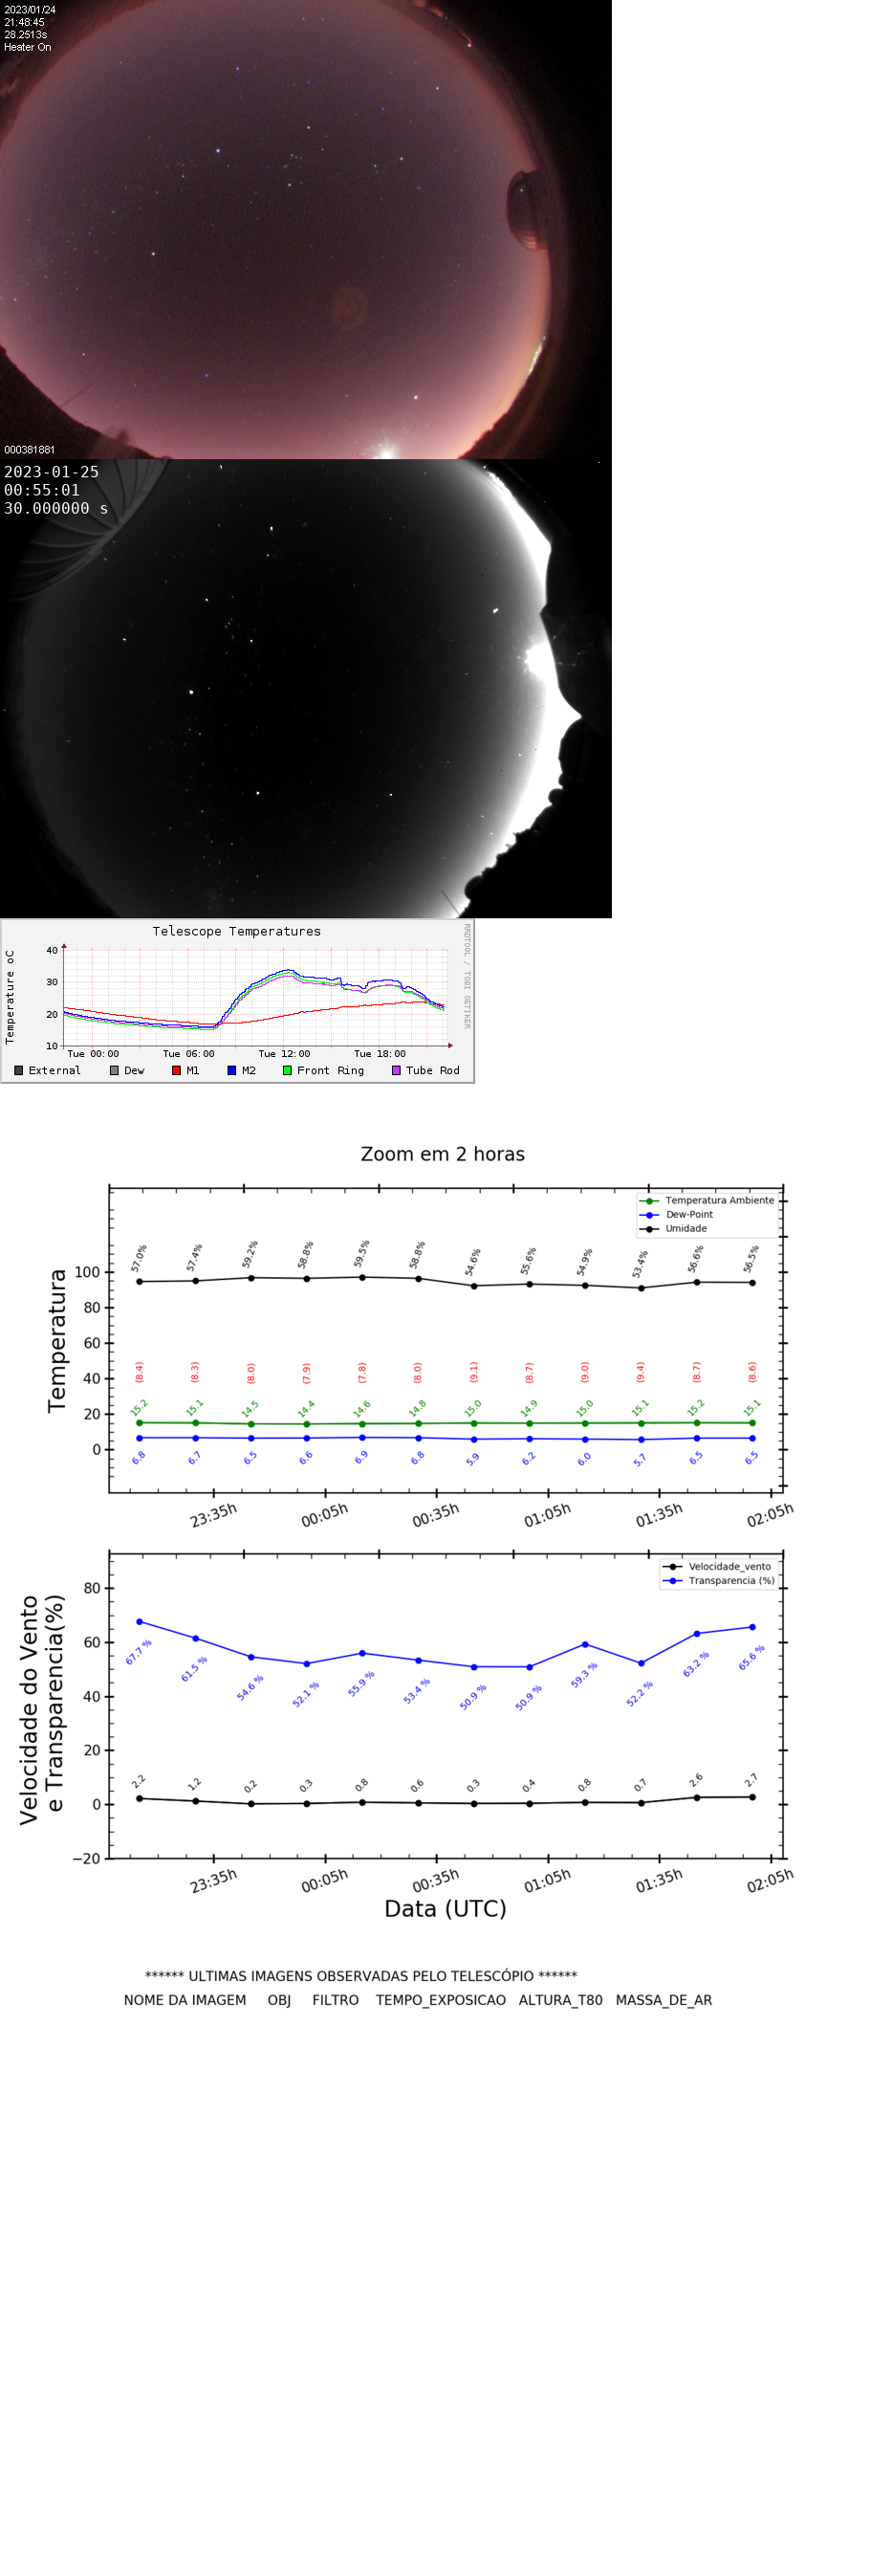 2023/01/24
21:48:45
28.2513s
Heater On
000381881
2023-01-25
00:55:01
30.000000 s
Telescope Temperatures
RRDTOOL / TOBI OETIKER
Temperature oC
40
30
20
10
Tue 00:00 Tue 06:00 Tue 12:00 Tue 18:00
External Dew M1 M2 Front Ring Tube Rod
Zoom em 2 horas
Temperatura Ambiente
Dew-Point
Umidade
Temperatura
57.0% 57.4% 59.2% 58.8% 59.5% 58.8% 54.6% 55.6% 54.9% 53.4% 56.6% 56.5%
100
80
60
40
20
0
(8.4) (8.3) (8.0) (7.9) (7.8) (8.0) (9.1) (8.7) (9.0) (9.4) (8.7) (8.6)
15.2 15.1 14.5 14.4 14.6 14.8 15.0 14.9 15.0 15.1 15.2 15.1
6.8 6.7 6.5 6.6 6.9 6.8 5.9 6.2 6.0 5.7 6.5 6.5
23:35h 00:05h 00:35h 01:05h 01:35h 02:05h
Velocidade_vento
Transparencia (%)
Velocidade do Vento
e Transparencia(%)
80
60
40
20
0
−20
67.7 % 61.5 % 54.6 % 52.1 % 55.9 % 53.4 % 50.9 % 50.9 % 59.3 % 52.2 % 63.2 % 65.6 %
2.2 1.2 0.2 0.3 0.8 0.6 0.3 0.4 0.8 0.7 2.6 2.7
23:35h 00:05h 00:35h 01:05h 01:35h 02:05h
Data (UTC)
****** ULTIMAS IMAGENS OBSERVADAS PELO TELESCÓPIO ******
NOME DA IMAGEM OBJ FILTRO TEMPO_EXPOSICAO ALTURA_T80 MASSA_DE_AR